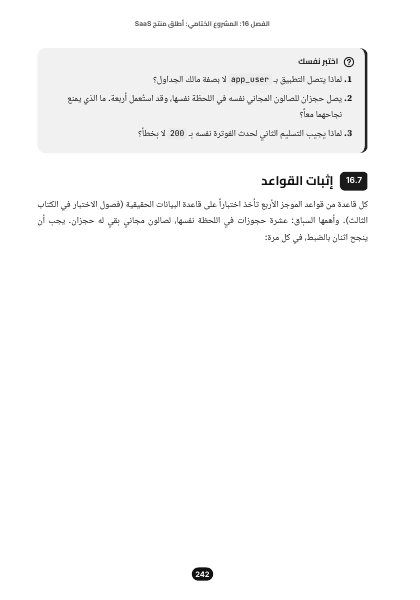 الفصل 16: المشروع الختامي: أطلق منتج SaaS
اختبر نفسك
1. لماذا يتصل التطبيق بـ app_user لا بصفة مالك الجداول؟
2. يصل حجزان للصالون المجاني نفسه في اللحظة نفسها، وقد استُعمل أربعة. ما الذي يمنع
نجاحهما معاً؟
3. لماذا يجيب التسليم الثاني لحدث الفوترة نفسه بـ 200 لا بخطأ؟
16.7 إثبات القواعد
كل قاعدة من قواعد الموجز الأربع تأخذ اختباراً على قاعدة البيانات الحقيقية (فصول الاختبار في الكتاب
الثالث). وأهمها السباق: عشرة حجوزات في اللحظة نفسها، لصالون مجاني بقي له حجزان. يجب أن
ينجح اثنان بالضبط، في كل مرة:
242